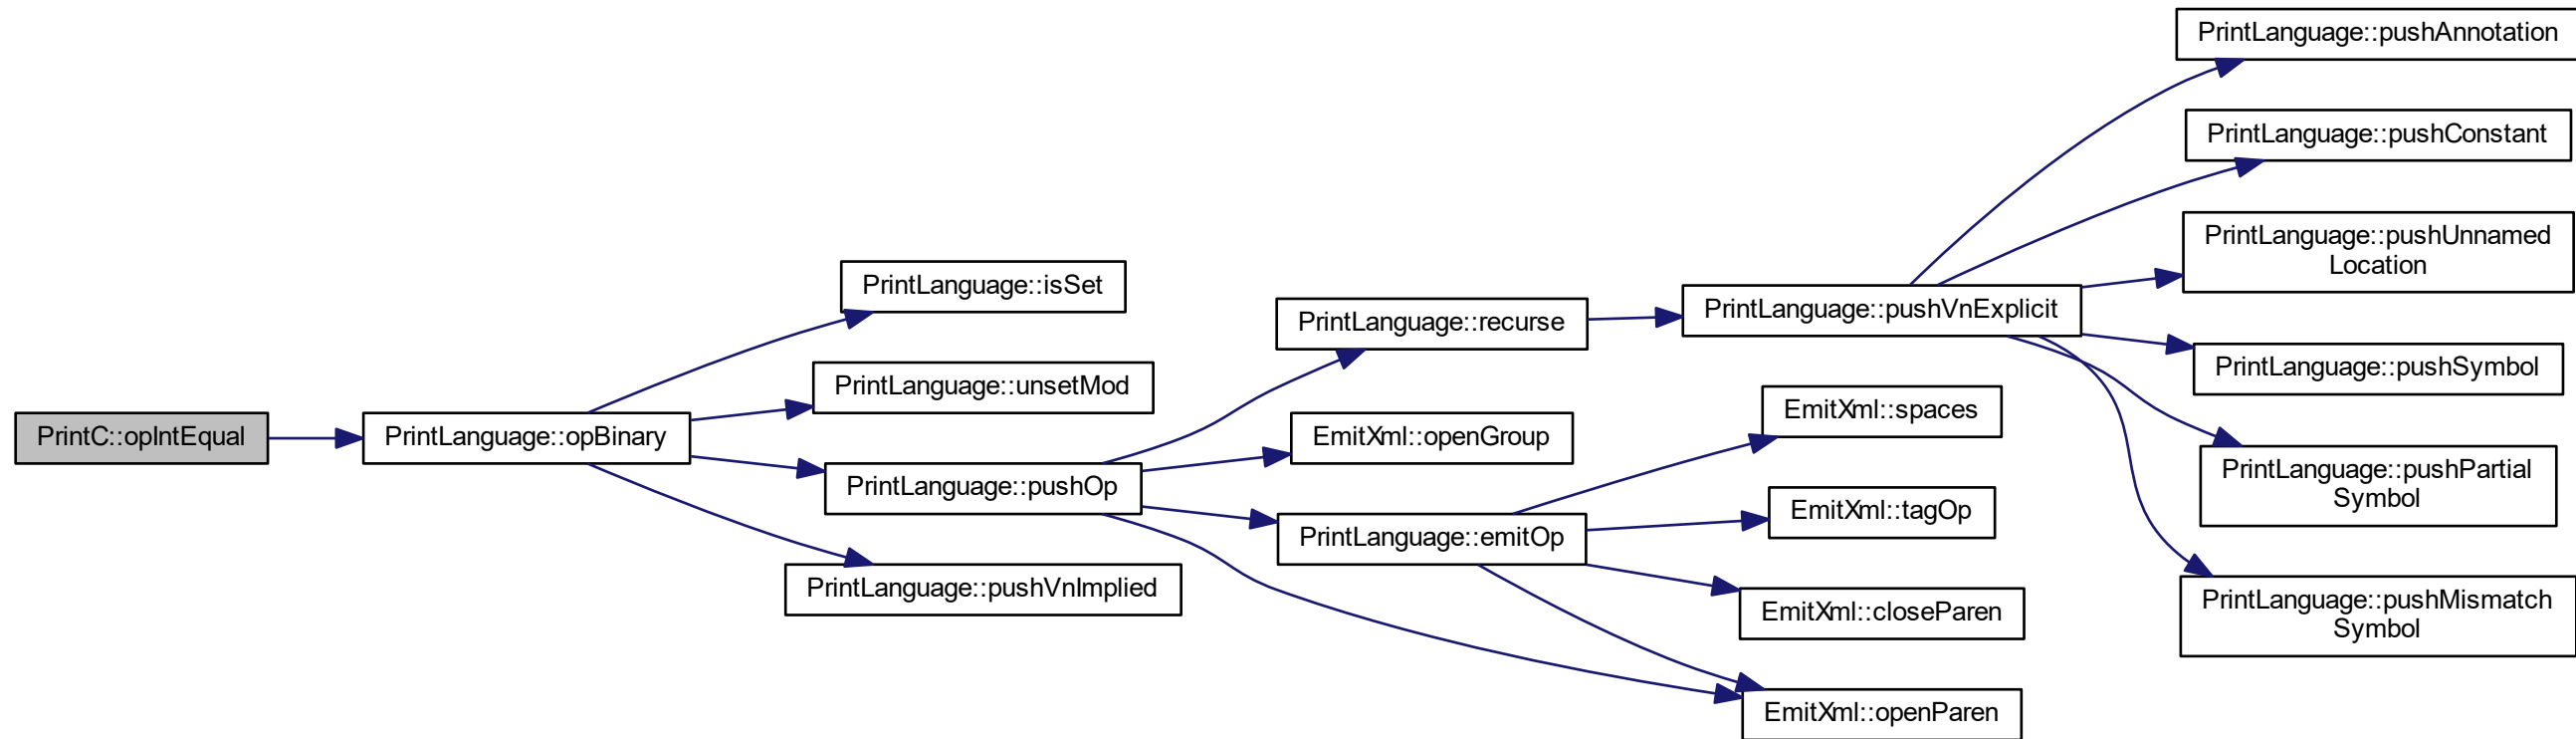 PrintLanguage::pushAnnotation
PrintLanguage::pushConstant
PrintLanguage::pushUnnamed
Location
PrintLanguage::isSet
PrintLanguage::recurse
PrintLanguage::pushVnExplicit
PrintLanguage::pushSymbol
PrintLanguage::unsetMod
EmitXml::spaces
PrintC::opIntEqual
PrintLanguage::opBinary
EmitXml::openGroup
PrintLanguage::pushPartial
Symbol
PrintLanguage::pushOp
EmitXml::tagOp
PrintLanguage::emitOp
PrintLanguage::pushVnImplied
EmitXml::closeParen
PrintLanguage::pushMismatch
Symbol
EmitXml::openParen